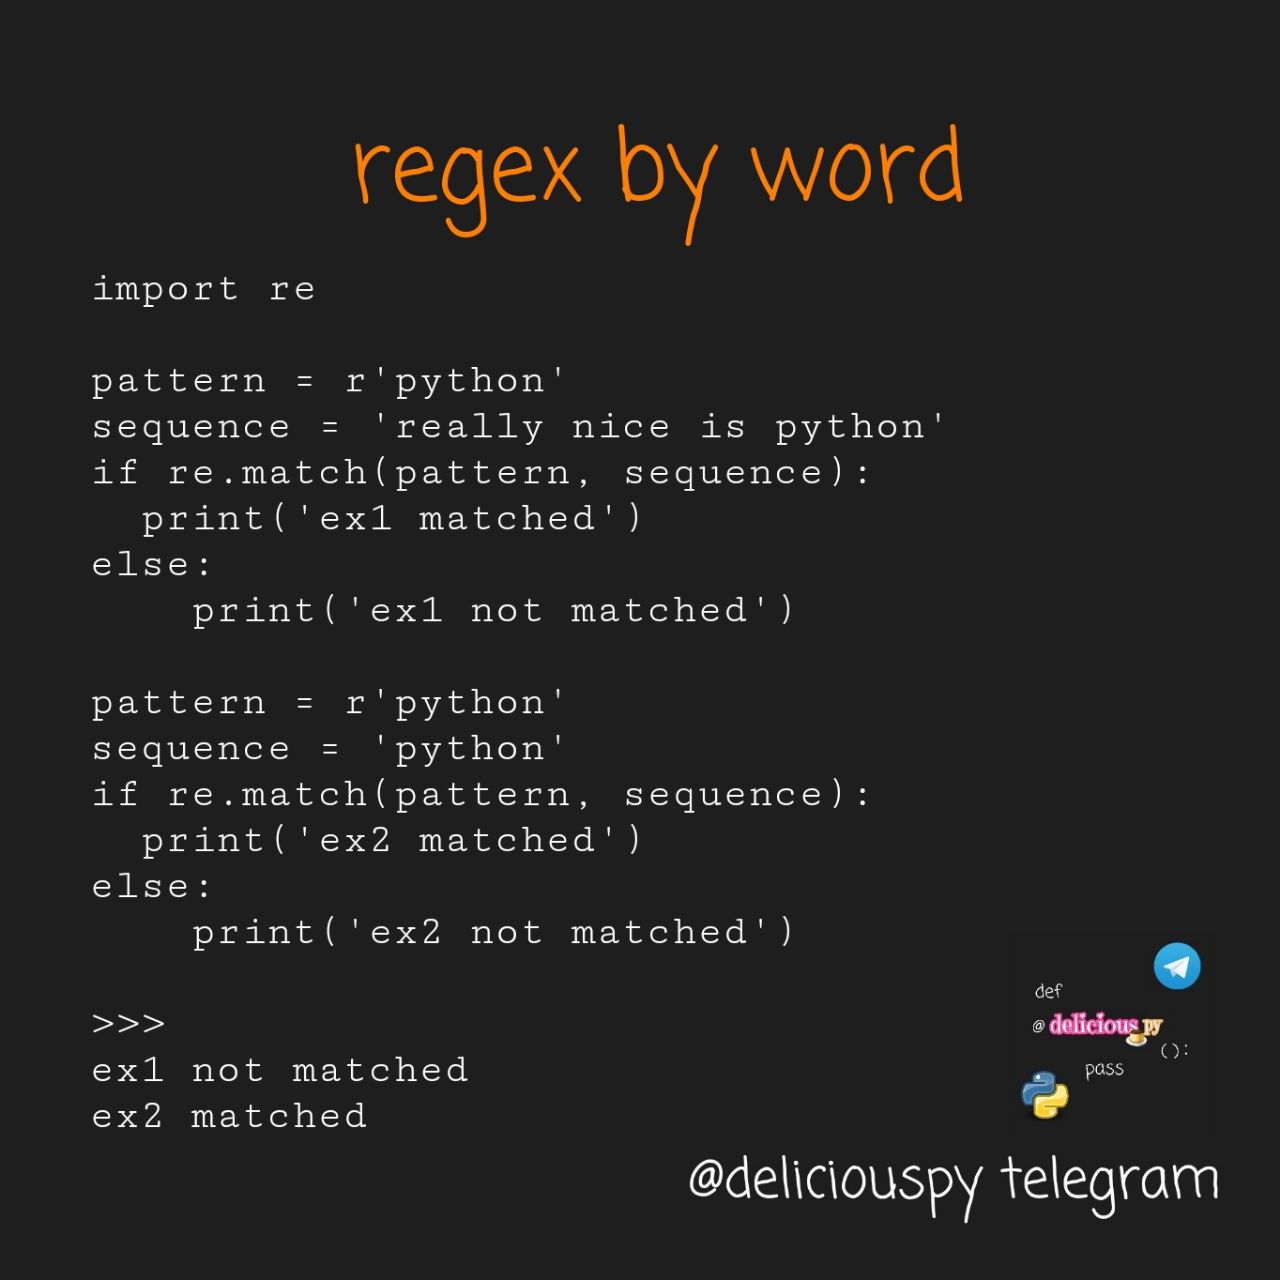 regex by word
import re
pattern = r'python'
sequence = 'really nice is python'
if re.match(pattern, sequence):
  print('ex1 matched')
else:
    print('ex1 not matched')
pattern = r'python'
sequence = 'python'
if re.match(pattern, sequence):
  print('ex2 matched')
else:
    print('ex2 not matched')
>>>
ex1 not matched
ex2 matched
def
@deliciouspy
():
pass
@deliciouspy telegram